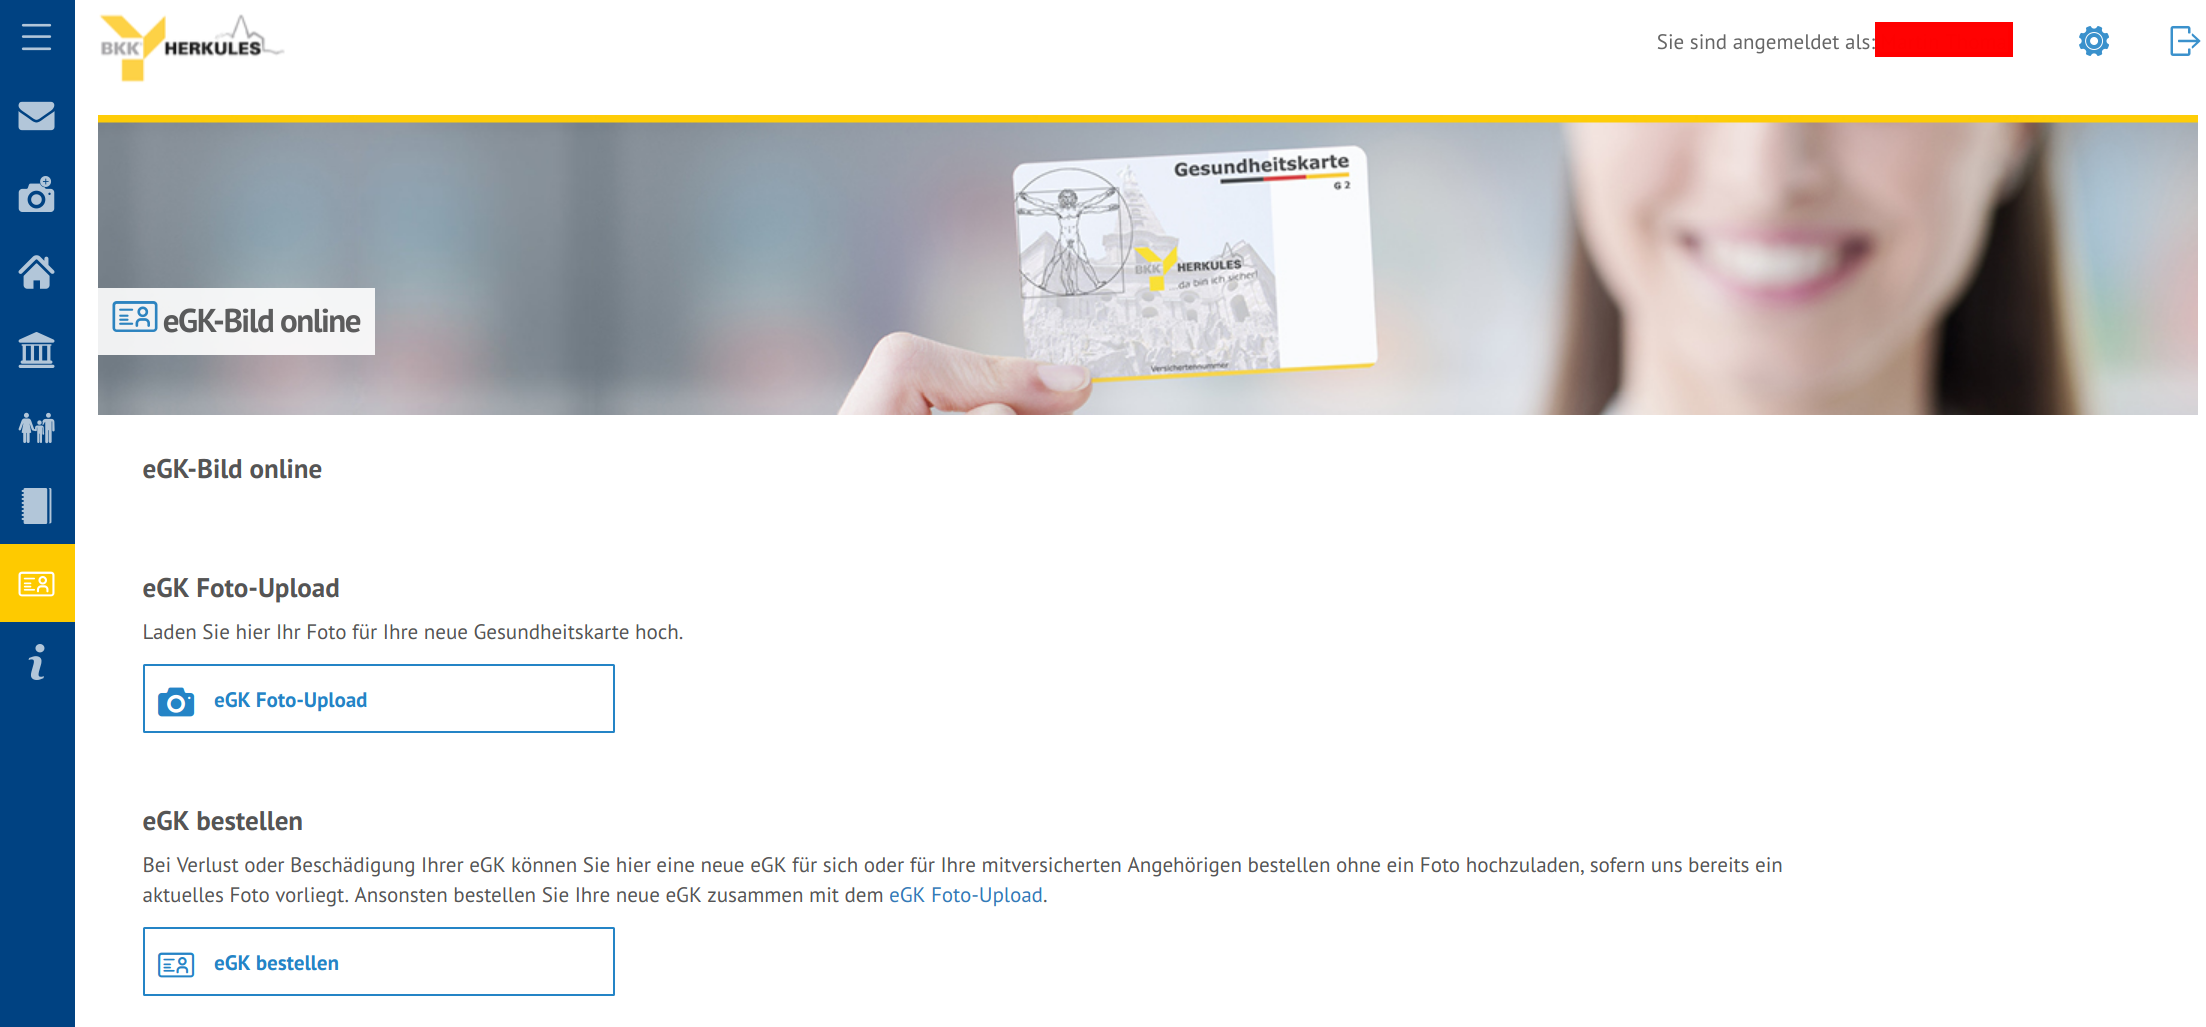 BKK HERKULES
Sie sind angemeldet als:
Gesundheitskarte
G2
BKK HERKULES
...da bin ich sicher!
Versichertennummer
eGK-Bild online
eGK-Bild online
eGK Foto-Upload
Laden Sie hier Ihr Foto für Ihre neue Gesundheitskarte hoch.
eGK Foto-Upload
eGK bestellen
Bei Verlust oder Beschädigung Ihrer eGK können Sie hier eine neue eGK für sich oder für Ihre mitversicherten Angehörigen bestellen ohne ein Foto hochzuladen, sofern uns bereits ein
aktuelles Foto vorliegt. Ansonsten bestellen Sie Ihre neue eGK zusammen mit dem eGK Foto-Upload.
eGK bestellen